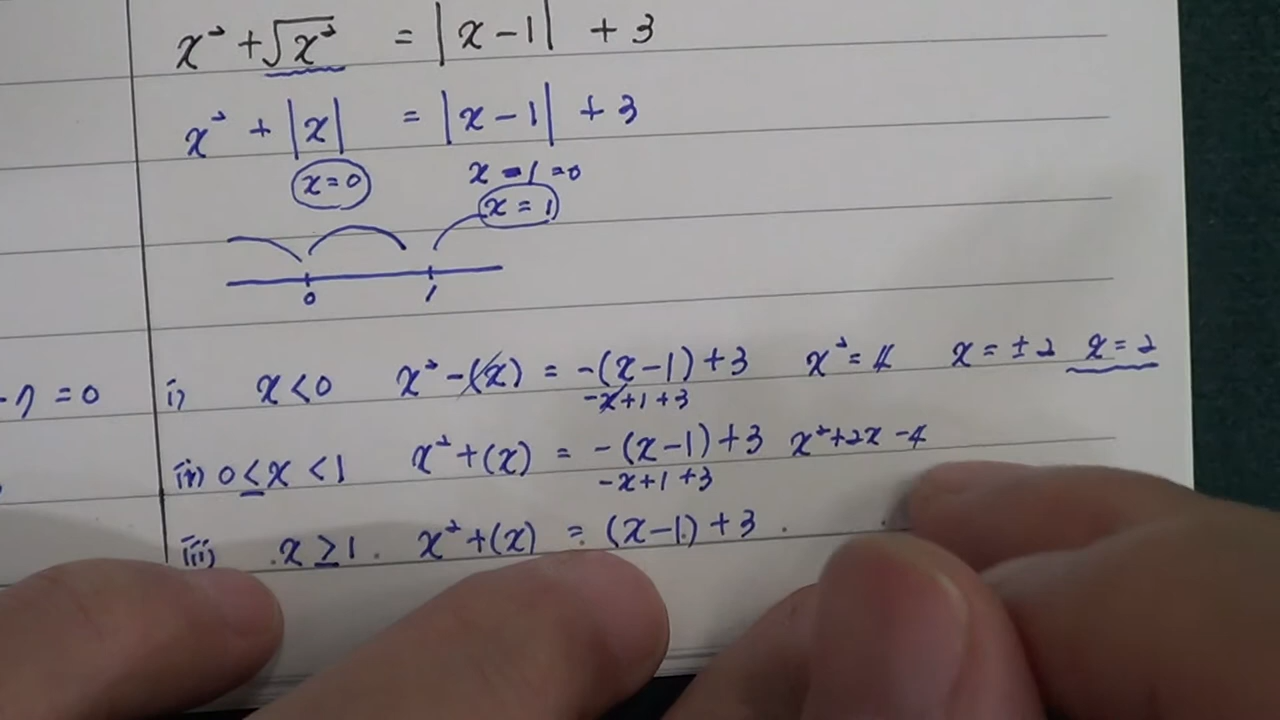 x² + √x² = |x - 1| + 3
x² + |x| = |x - 1| + 3
x = 0 x - 1 = 0
x = 1
0 1
= 0 i) x < 0 x² - (x) = -(x - 1) + 3 x² = 4 x = ± 2 x = 2
-x + 1 + 3
ii) 0 ≤ x < 1 x² + (x) = -(x - 1) + 3 x² + 2x - 4
-x + 1 + 3
iii) x ≥ 1 . x² + (x) = (x - 1) + 3 .